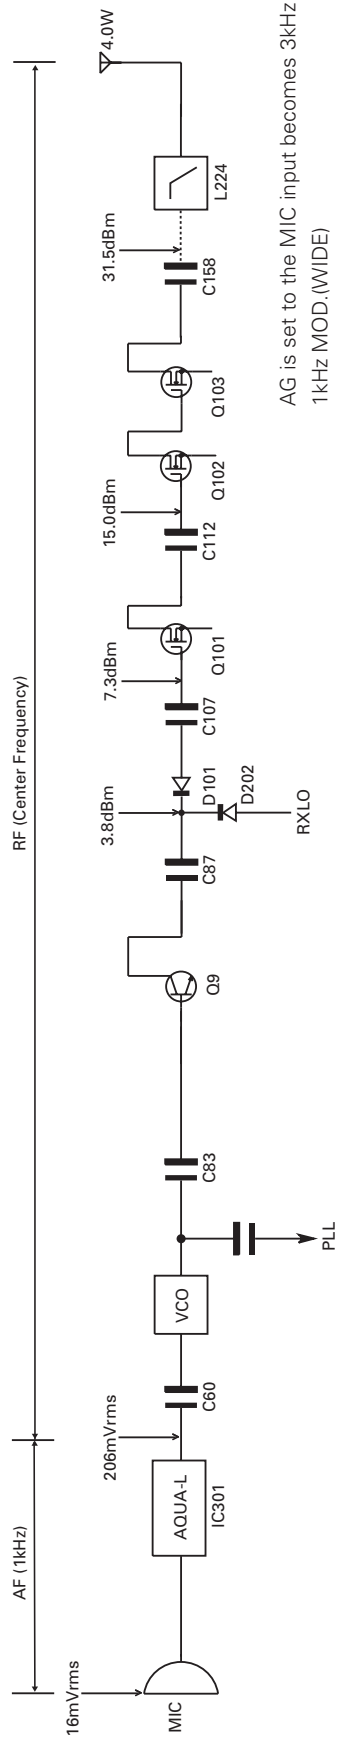 AF (1kHz)
RF (Center Frequency)
16mVrms
206mVrms
3.8dBm
7.3dBm
15.0dBm
31.5dBm
4.0W
MIC
AQUA-L
IC301
C60
VCO
PLL
C83
Q9
C87
D101
D202
RXLO
C107
Q101
C112
Q102
Q103
C158
L224
AG is set to the MIC input becomes 3kHz
1kHz MOD.(WIDE)